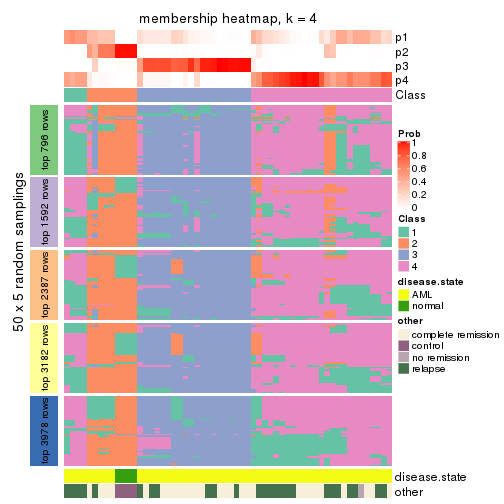 membership heatmap, k = 4
p1
p2
p3
p4
Class
50 x 5 random samplings
top 796 rows
top 1592 rows
top 2387 rows
top 3182 rows
top 3978 rows
Prob
1
0.8
0.6
0.4
0.2
0
Class
1
2
3
4
disease.state
AML
normal
other
complete remission
control
no remission
relapse
disease.state
other